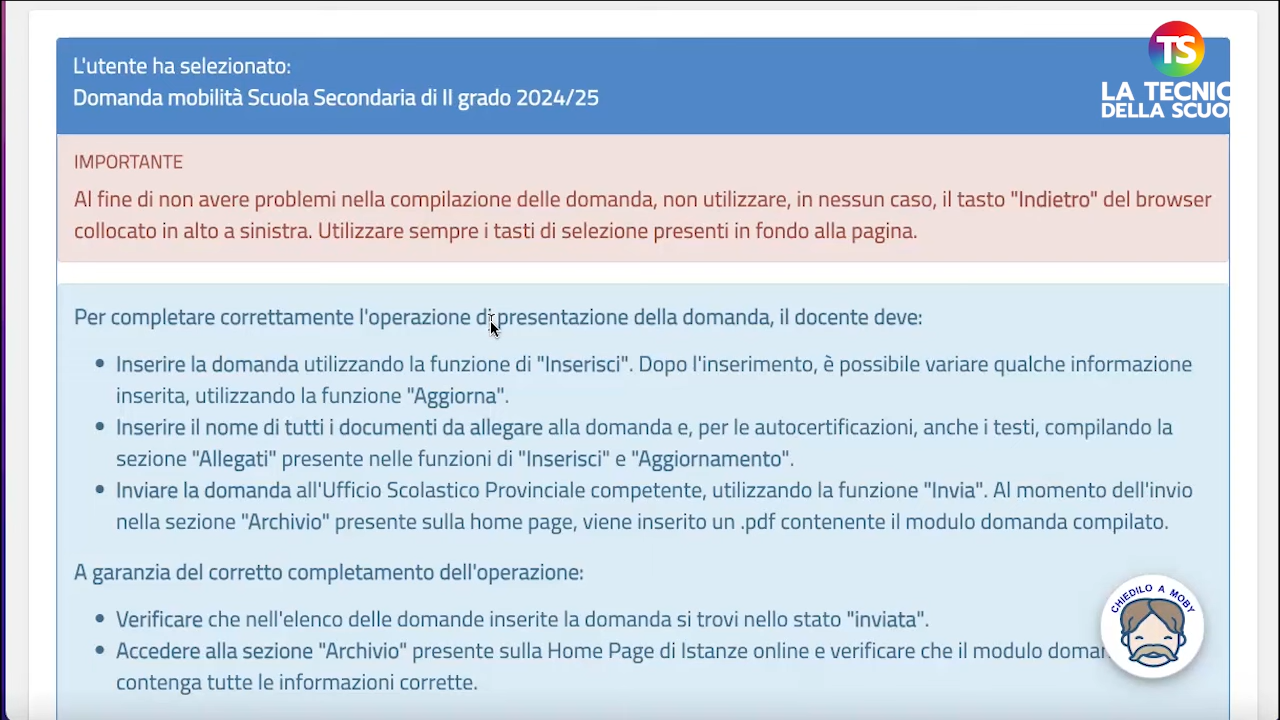 L'utente ha selezionato:
Domanda mobilità Scuola Secondaria di II grado 2024/25
TS
LA TECNIC
DELLA SCUO
IMPORTANTE
Al fine di non avere problemi nella compilazione delle domanda, non utilizzare, in nessun caso, il tasto "Indietro" del browser
collocato in alto a sinistra. Utilizzare sempre i tasti di selezione presenti in fondo alla pagina.
Per completare correttamente l'operazione di presentazione della domanda, il docente deve:
• Inserire la domanda utilizzando la funzione di "Inserisci". Dopo l'inserimento, è possibile variare qualche informazione
inserita, utilizzando la funzione "Aggiorna".
• Inserire il nome di tutti i documenti da allegare alla domanda e, per le autocertificazioni, anche i testi, compilando la
sezione "Allegati" presente nelle funzioni di "Inserisci" e "Aggiornamento".
• Inviare la domanda all'Ufficio Scolastico Provinciale competente, utilizzando la funzione "Invia". Al momento dell'invio
nella sezione "Archivio" presente sulla home page, viene inserito un .pdf contenente il modulo domanda compilato.
A garanzia del corretto completamento dell'operazione:
• Verificare che nell'elenco delle domande inserite la domanda si trovi nello stato "inviata".
• Accedere alla sezione "Archivio" presente sulla Home Page di Istanze online e verificare che il modulo doman
contenga tutte le informazioni corrette.
CHIEDILO A MOBY